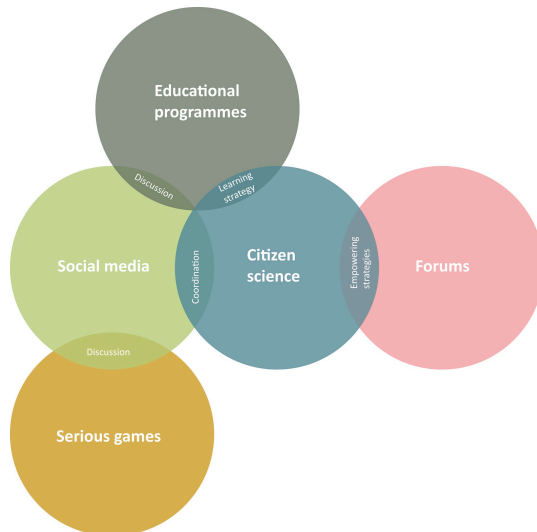 Educational
programmes
Discussion
Learning
strategy
Social media
Coordination
Citizen
science
Empowering
strategies
Forums
Discussion
Serious games